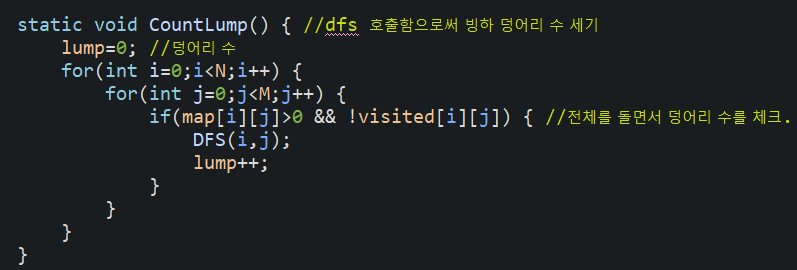 static void CountLump() { //dfs 호출함으로써 빙하 덩어리 수 세기
    lump=0; //덩어리 수
    for(int i=0;i<N;i++) {
        for(int j=0;j<M;j++) {
            if(map[i][j]>0 && !visited[i][j]) { //전체를 돌면서 덩어리 수를 체크.
                DFS(i,j);
                lump++;
            }
        }
    }
}